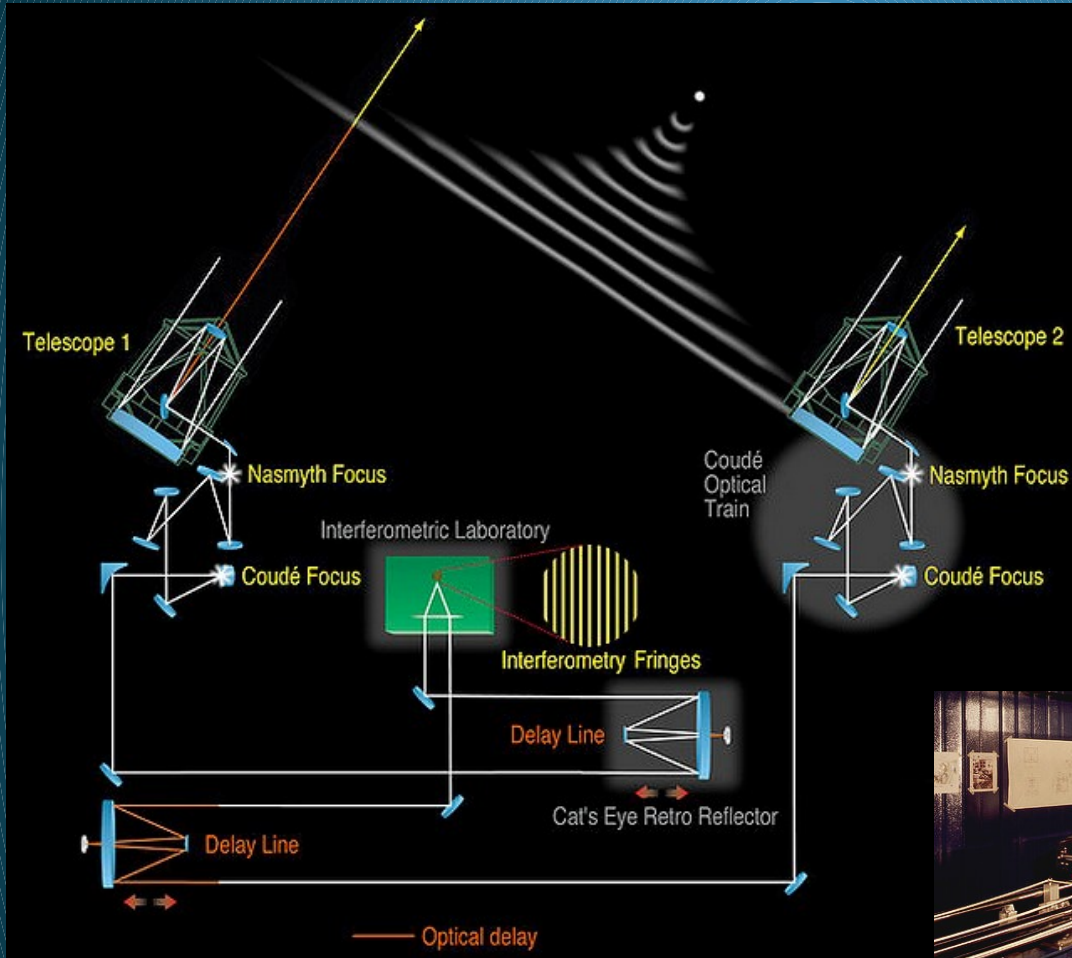 Telescope 1
Telescope 2
Nasmyth Focus
Coudé
Optical
Train
Nasmyth Focus
Interferometric Laboratory
Coudé Focus
Coudé Focus
Interferometry Fringes
Delay Line
Cat's Eye Retro Reflector
Delay Line
Optical delay